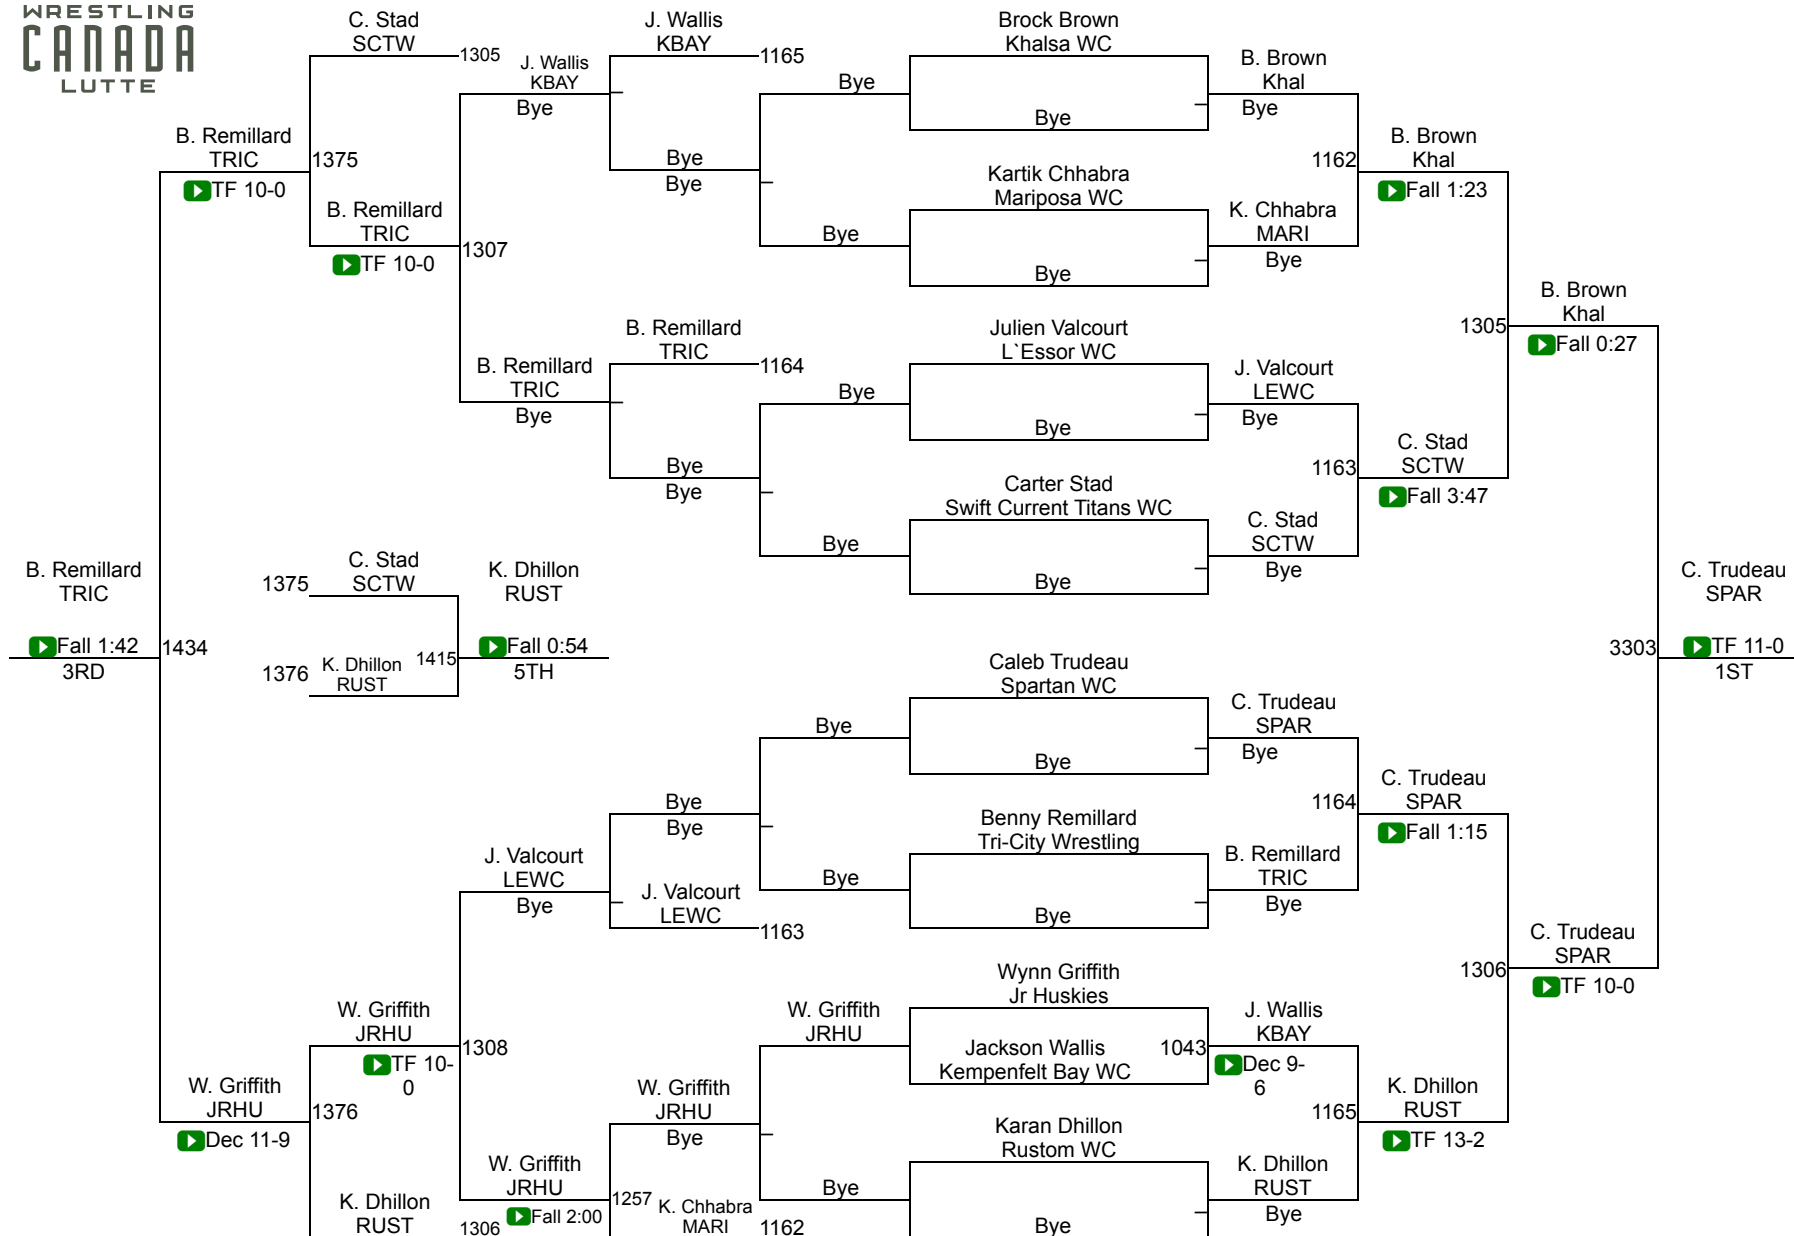 WRESTLING
CANADA
LUTTE
C. Stad
SCTW
1305
J. Wallis
KBAY
Bye
J. Wallis
KBAY
1165
Bye
Brock Brown
Khalsa WC
Bye
B. Brown
Khal
Bye
B. Remillard
TRIC
TF 10-0
1375
B. Remillard
TRIC
TF 10-0
1307
Bye
Bye
Bye
Kartik Chhabra
Mariposa WC
Bye
K. Chhabra
MARI
Bye
1162
B. Brown
Khal
Fall 1:23
B. Remillard
TRIC
Bye
B. Remillard
TRIC
1164
Bye
Julien Valcourt
L`Essor WC
Bye
J. Valcourt
LEWC
Bye
1305
B. Brown
Khal
Fall 0:27
Bye
Bye
Bye
Carter Stad
Swift Current Titans WC
Bye
C. Stad
SCTW
Bye
1163
C. Stad
SCTW
Fall 3:47
B. Remillard
TRIC
Fall 1:42
3RD
1434
1375
C. Stad
SCTW
1376
K. Dhillon
RUST
1415
K. Dhillon
RUST
Fall 0:54
5TH
3303
C. Trudeau
SPAR
TF 11-0
1ST
Bye
Caleb Trudeau
Spartan WC
Bye
C. Trudeau
SPAR
Bye
1164
C. Trudeau
SPAR
Fall 1:15
J. Valcourt
LEWC
Bye
Bye
Bye
J. Valcourt
LEWC
1163
Bye
Benny Remillard
Tri-City Wrestling
Bye
B. Remillard
TRIC
Bye
1306
C. Trudeau
SPAR
TF 10-0
W. Griffith
JRHU
TF 10-
0
1308
W. Griffith
JRHU
Wynn Griffith
Jr Huskies
Jackson Wallis
Kempenfelt Bay WC
1043
J. Wallis
KBAY
Dec 9-
6
W. Griffith
JRHU
Dec 11-9
1376
W. Griffith
JRHU
Bye
1165
K. Dhillon
RUST
TF 13-2
K. Dhillon
RUST
1306
W. Griffith
JRHU
Fall 2:00
1257
K. Chhabra
MARI
1162
Bye
Karan Dhillon
Rustom WC
Bye
K. Dhillon
RUST
Bye